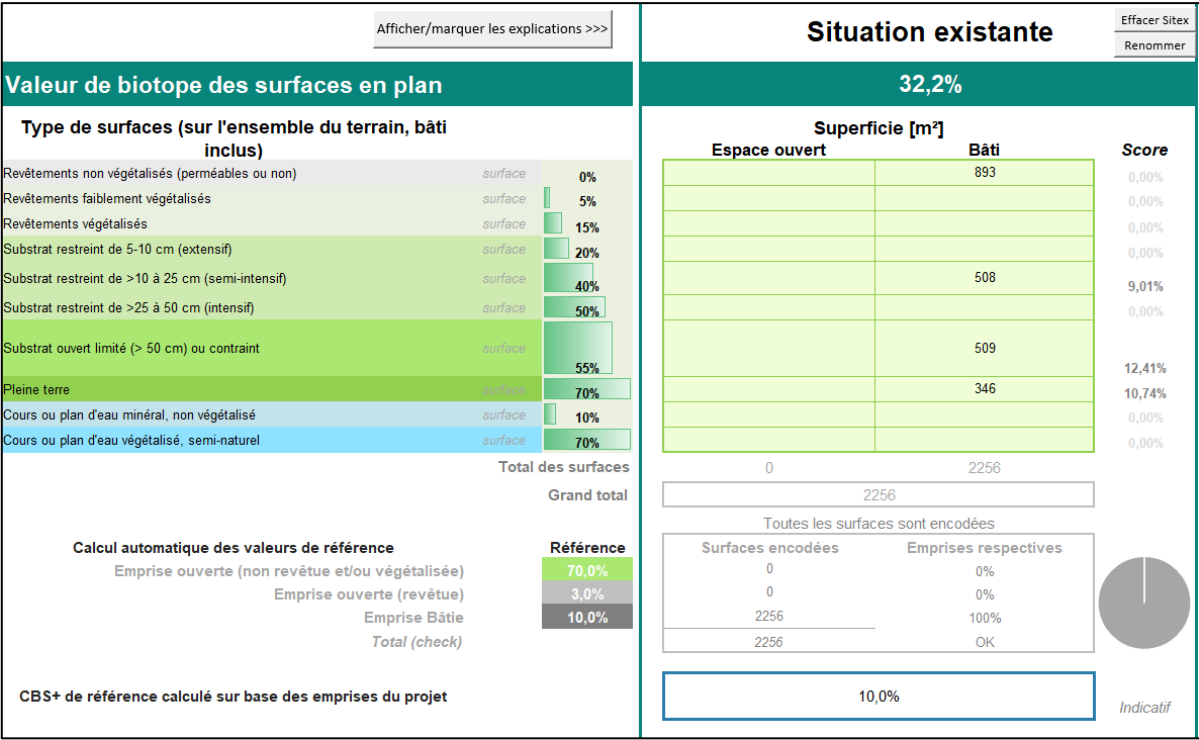 Afficher/marquer les explications >>>
Situation existante
Effacer Sitex
Renommer
Valeur de biotope des surfaces en plan
32,2%
Type de surfaces (sur l'ensemble du terrain, bâti
inclus)
Superficie [m²]
Espace ouvert Bâti Score
Revêtements non végétalisés (perméables ou non) surface 0% 893 0,00%
Revêtements faiblement végétalisés surface 5% 0,00%
Revêtements végétalisés surface 15% 0,00%
Substrat restreint de 5-10 cm (extensif) surface 20% 0,00%
Substrat restreint de >10 à 25 cm (semi-intensif) surface 40% 508 9,01%
Substrat restreint de >25 à 50 cm (intensif) surface 50% 0,00%
Substrat ouvert limité (> 50 cm) ou contraint surface 55% 509 12,41%
Pleine terre surface 70% 346 10,74%
Cours ou plan d'eau minéral, non végétalisé surface 10% 0,00%
Cours ou plan d'eau végétalisé, semi-naturel surface 70% 0,00%
Total des surfaces 0 2256
Grand total 2256
Toutes les surfaces sont encodées
Calcul automatique des valeurs de référence Référence Surfaces encodées Emprises respectives
Emprise ouverte (non revêtue et/ou végétalisée) 70,0% 0 0%
Emprise ouverte (revêtue) 3,0% 0 0%
Emprise Bâtie 10,0% 2256 100%
Total (check) 2256 OK
CBS+ de référence calculé sur base des emprises du projet 10,0% Indicatif